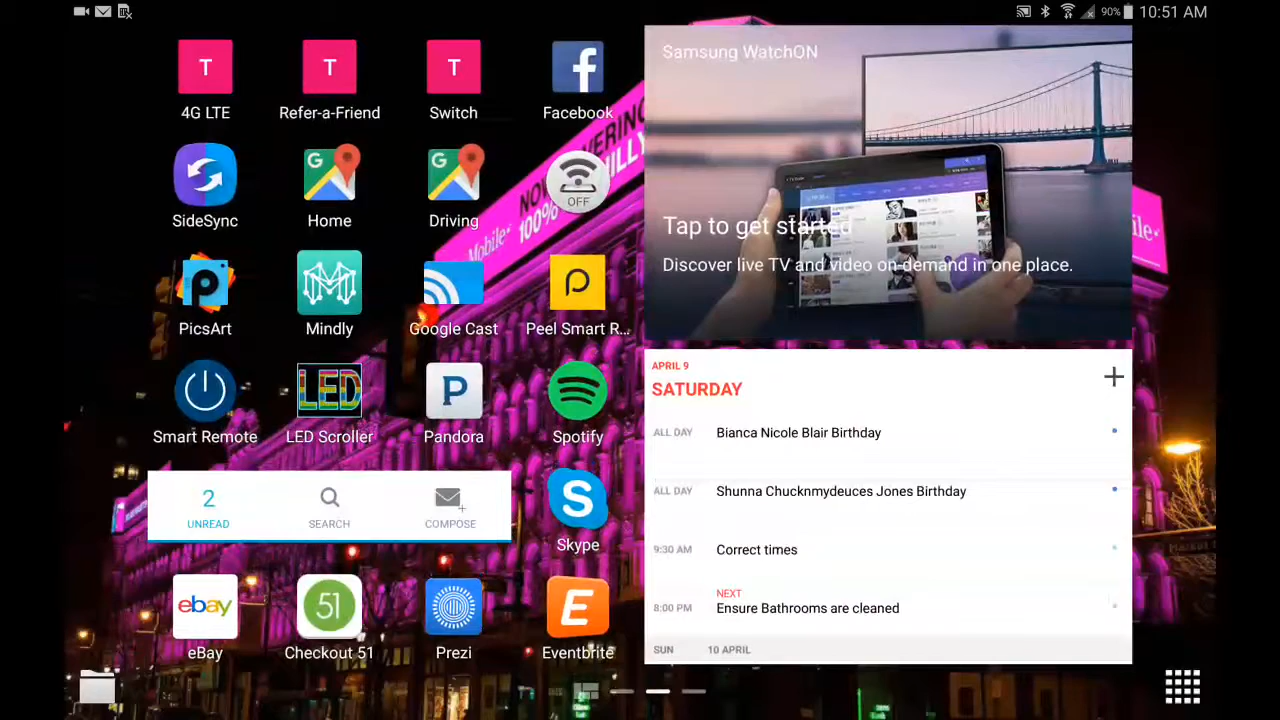 90% 10:51 AM
T T T
4G LTE Refer-a-Friend Switch Facebook
SideSync Home Driving OFF
PicsArt Mindly Google Cast Peel Smart R...
LED
Smart Remote LED Scroller Pandora Spotify
2
UNREAD SEARCH COMPOSE
Skype
ebay 51 E
eBay Checkout 51 Prezi Eventbrite
Samsung WatchON
Tap to get started
Discover live TV and video on-demand in one place.
APRIL 9
SATURDAY
ALL DAY Bianca Nicole Blair Birthday
ALL DAY Shunna Chucknmydeuces Jones Birthday
9:30 AM Correct times
NEXT
8:00 PM Ensure Bathrooms are cleaned
SUN 10 APRIL
Mobile
100%